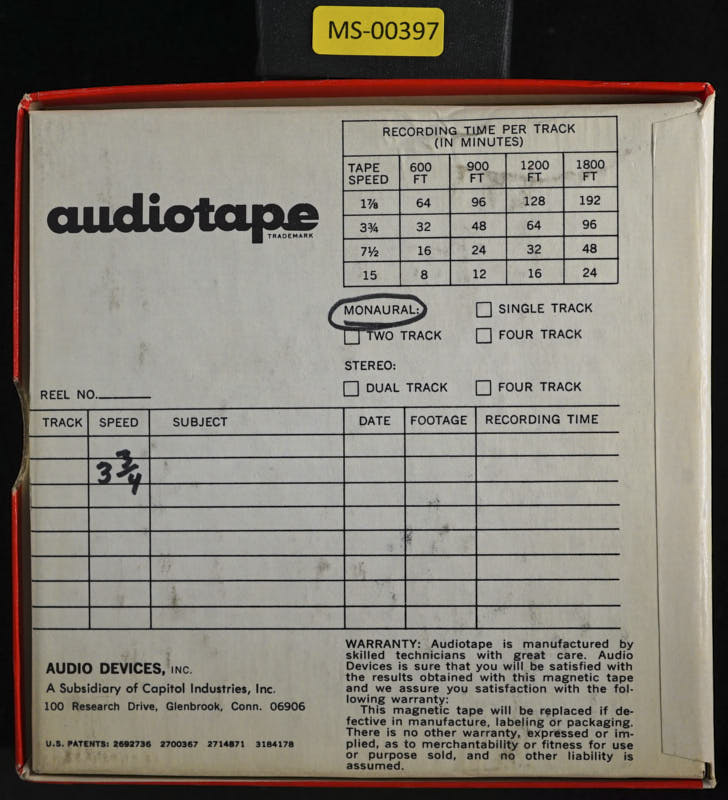 MS-00397
RECORDING TIME PER TRACK
(IN MINUTES)
TAPE SPEED 600 FT 900 FT 1200 FT 1800 FT
1⅞ 64 96 128 192
3¾ 32 48 64 96
7½ 16 24 32 48
15 8 12 16 24
audiotape
TRADEMARK
MONAURAL: ☐ SINGLE TRACK
☐ TWO TRACK ☐ FOUR TRACK
STEREO:
☐ DUAL TRACK ☐ FOUR TRACK
REEL NO.
TRACK SPEED SUBJECT DATE FOOTAGE RECORDING TIME
3 3/4
AUDIO DEVICES, INC.
A Subsidiary of Capitol Industries, Inc.
100 Research Drive, Glenbrook, Conn. 06906
U.S. PATENTS: 2692736 2700367 2714871 3184178
WARRANTY: Audiotape is manufactured by
skilled technicians with great care. Audio
Devices is sure that you will be satisfied with
the results obtained with this magnetic tape
and we assure you satisfaction with the fol-
lowing warranty:
This magnetic tape will be replaced if de-
fective in manufacture, labeling or packaging.
There is no other warranty, expressed or im-
plied, as to merchantability or fitness for use
or purpose sold, and no other liability is
assumed.